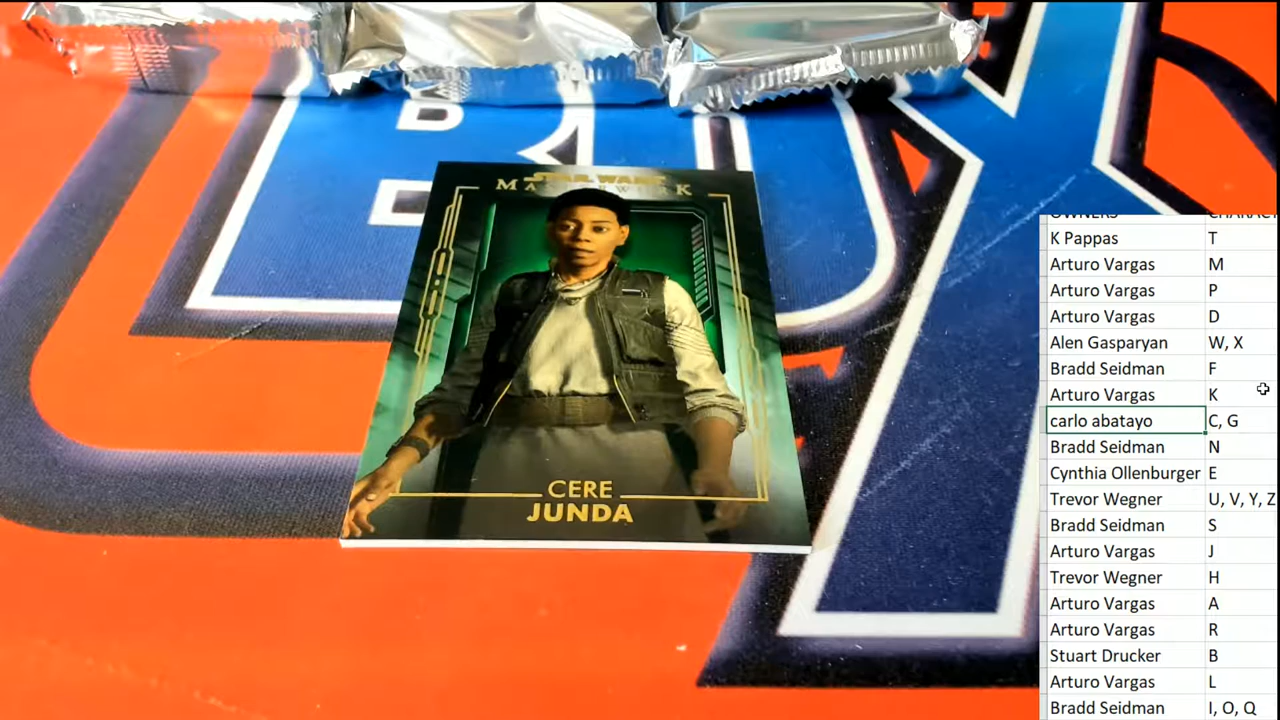 STAR WARS
MASTERWORK
CERE
JUNDA
OWNERS
K Pappas T
Arturo Vargas M
Arturo Vargas P
Arturo Vargas D
Alen Gasparyan W, X
Bradd Seidman F
Arturo Vargas K
carlo abatayo C, G
Bradd Seidman N
Cynthia Ollenburger E
Trevor Wegner U, V, Y, Z
Bradd Seidman S
Arturo Vargas J
Trevor Wegner H
Arturo Vargas A
Arturo Vargas R
Stuart Drucker B
Arturo Vargas L
Bradd Seidman I, O, Q